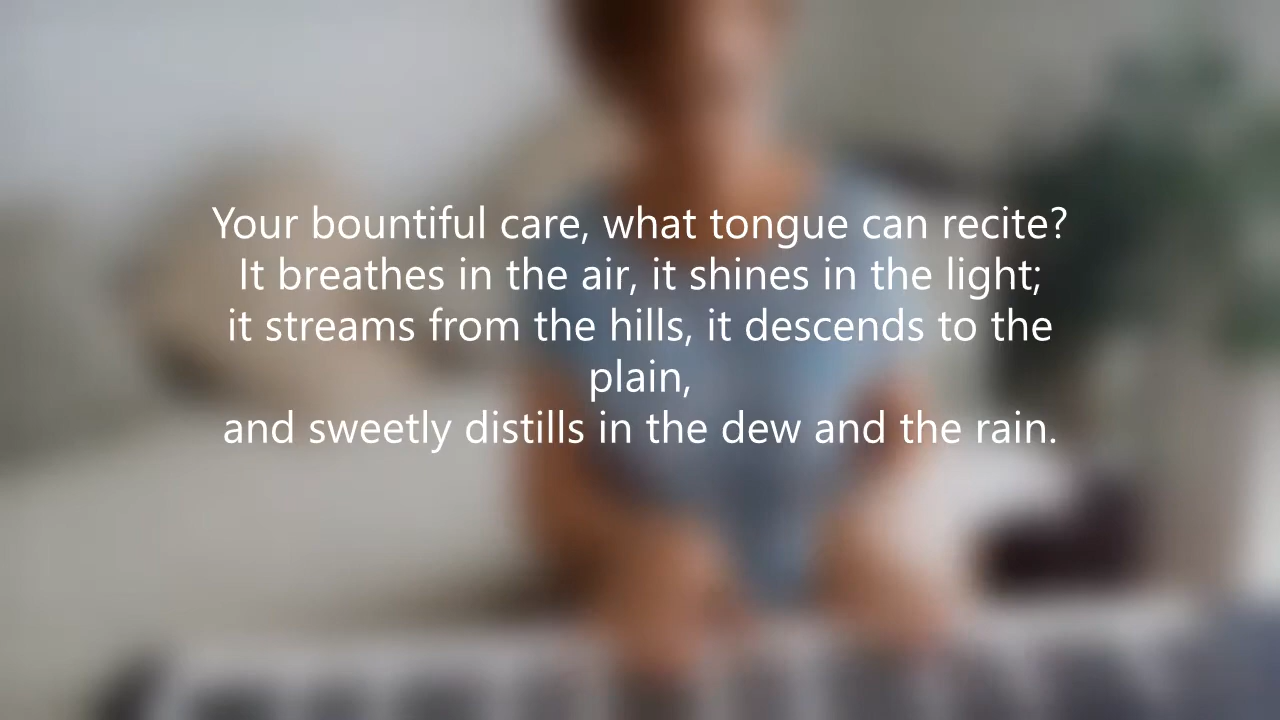 Your bountiful care, what tongue can recite?
It breathes in the air, it shines in the light;
it streams from the hills, it descends to the
plain,
and sweetly distills in the dew and the rain.